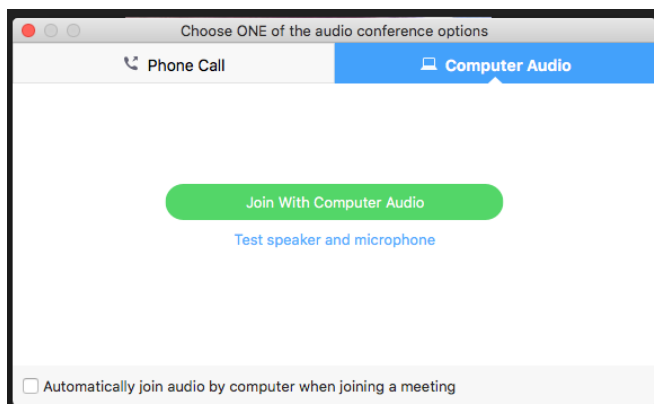 Choose ONE of the audio conference options
Phone Call
Computer Audio
Join With Computer Audio
Test speaker and microphone
Automatically join audio by computer when joining a meeting